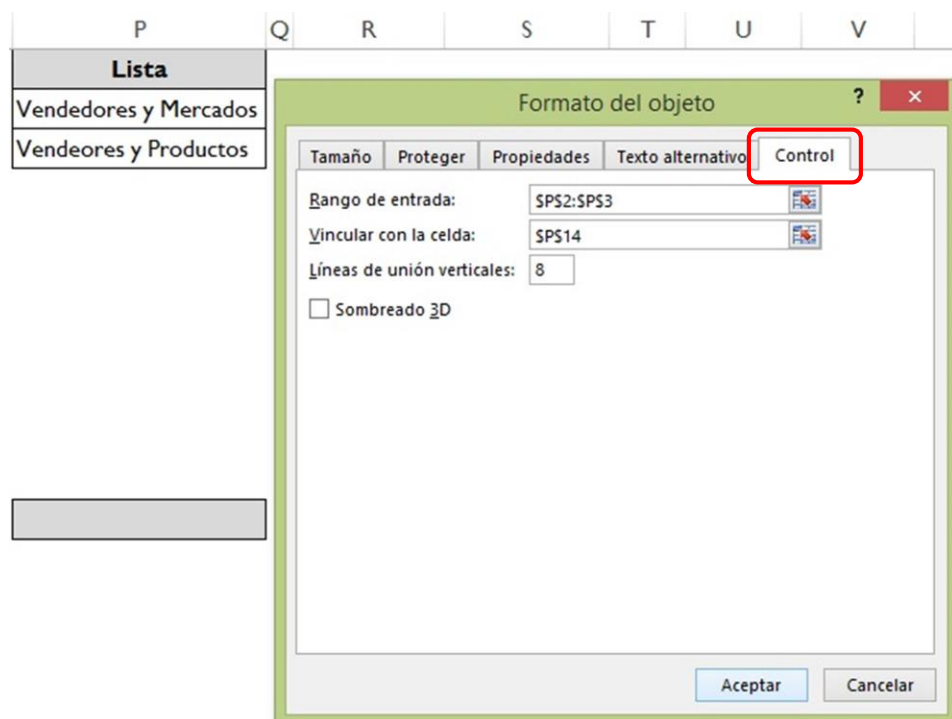 P Q R S T U V
Lista
Vendedores y Mercados
Vendeores y Productos
Formato del objeto ? ×
Tamaño Proteger Propiedades Texto alternativo Control
Rango de entrada: $P$2:$P$3
Vincular con la celda: $P$14
Líneas de unión verticales: 8
Sombreado 3D
Aceptar Cancelar